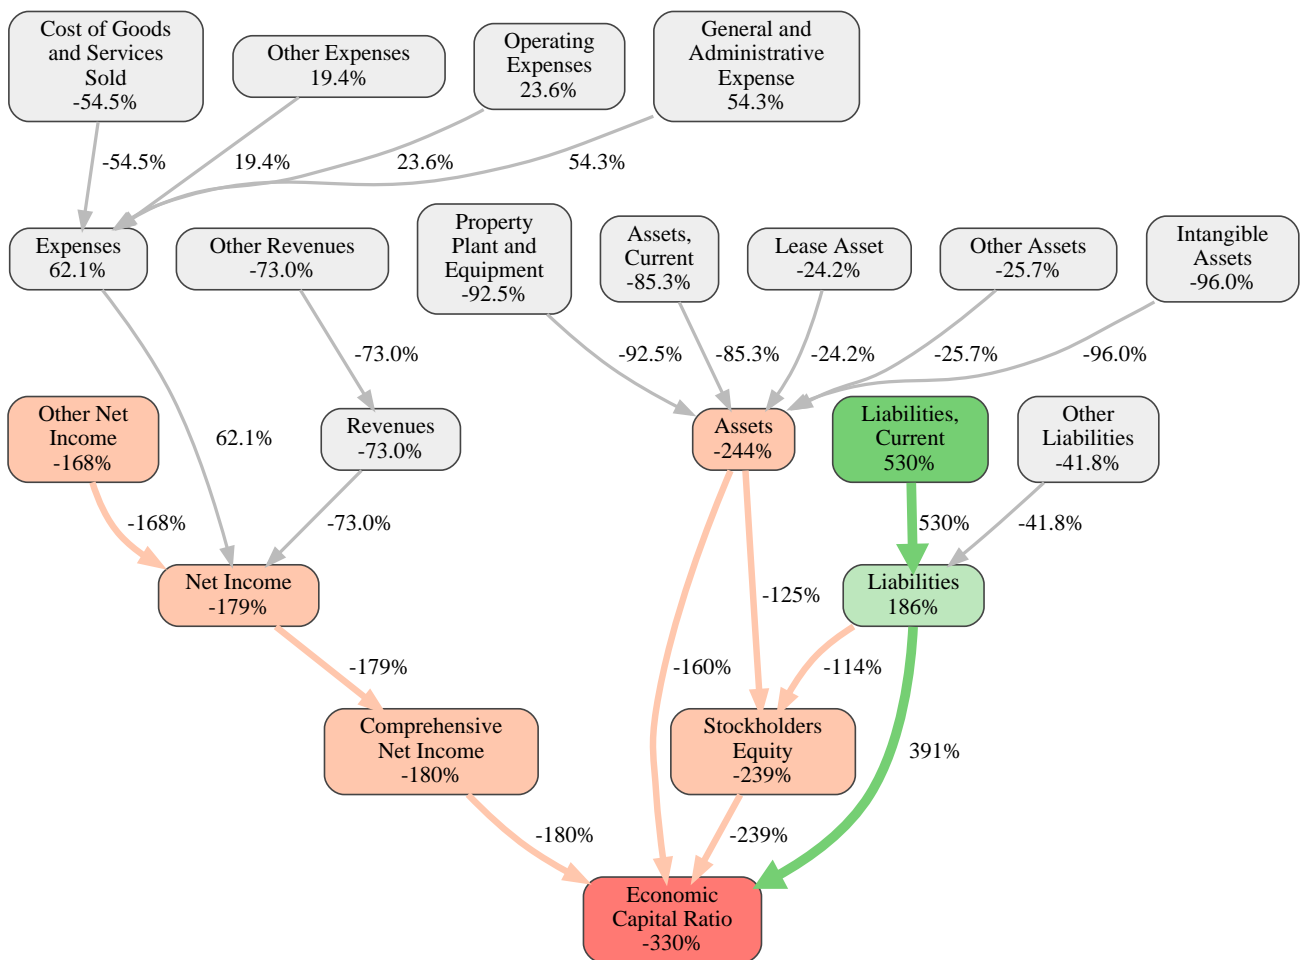 Cost of Goods
and Services
Sold
-54.5%
Other Expenses
19.4%
Operating
Expenses
23.6%
General and
Administrative
Expense
54.3%
-54.5%
19.4%
23.6%
54.3%
Expenses
62.1%
Other Revenues
-73.0%
Property
Plant and
Equipment
-92.5%
Assets,
Current
-85.3%
Lease Asset
-24.2%
Other Assets
-25.7%
Intangible
Assets
-96.0%
-73.0%
-92.5%
-85.3%
-24.2%
-25.7%
-96.0%
Other Net
Income
-168%
62.1%
Revenues
-73.0%
Assets
-244%
Liabilities,
Current
530%
Other
Liabilities
-41.8%
-168%
-73.0%
530%
-41.8%
Net Income
-179%
-125%
Liabilities
186%
-179%
-160%
-114%
Comprehensive
Net Income
-180%
Stockholders
Equity
-239%
391%
-180%
-239%
Economic
Capital Ratio
-330%